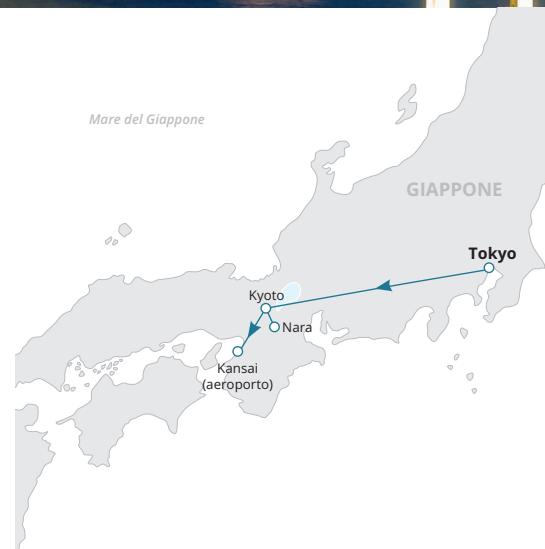 Mare del Giappone
GIAPPONE
Tokyo
Kyoto
Nara
Kansai
(aeroporto)